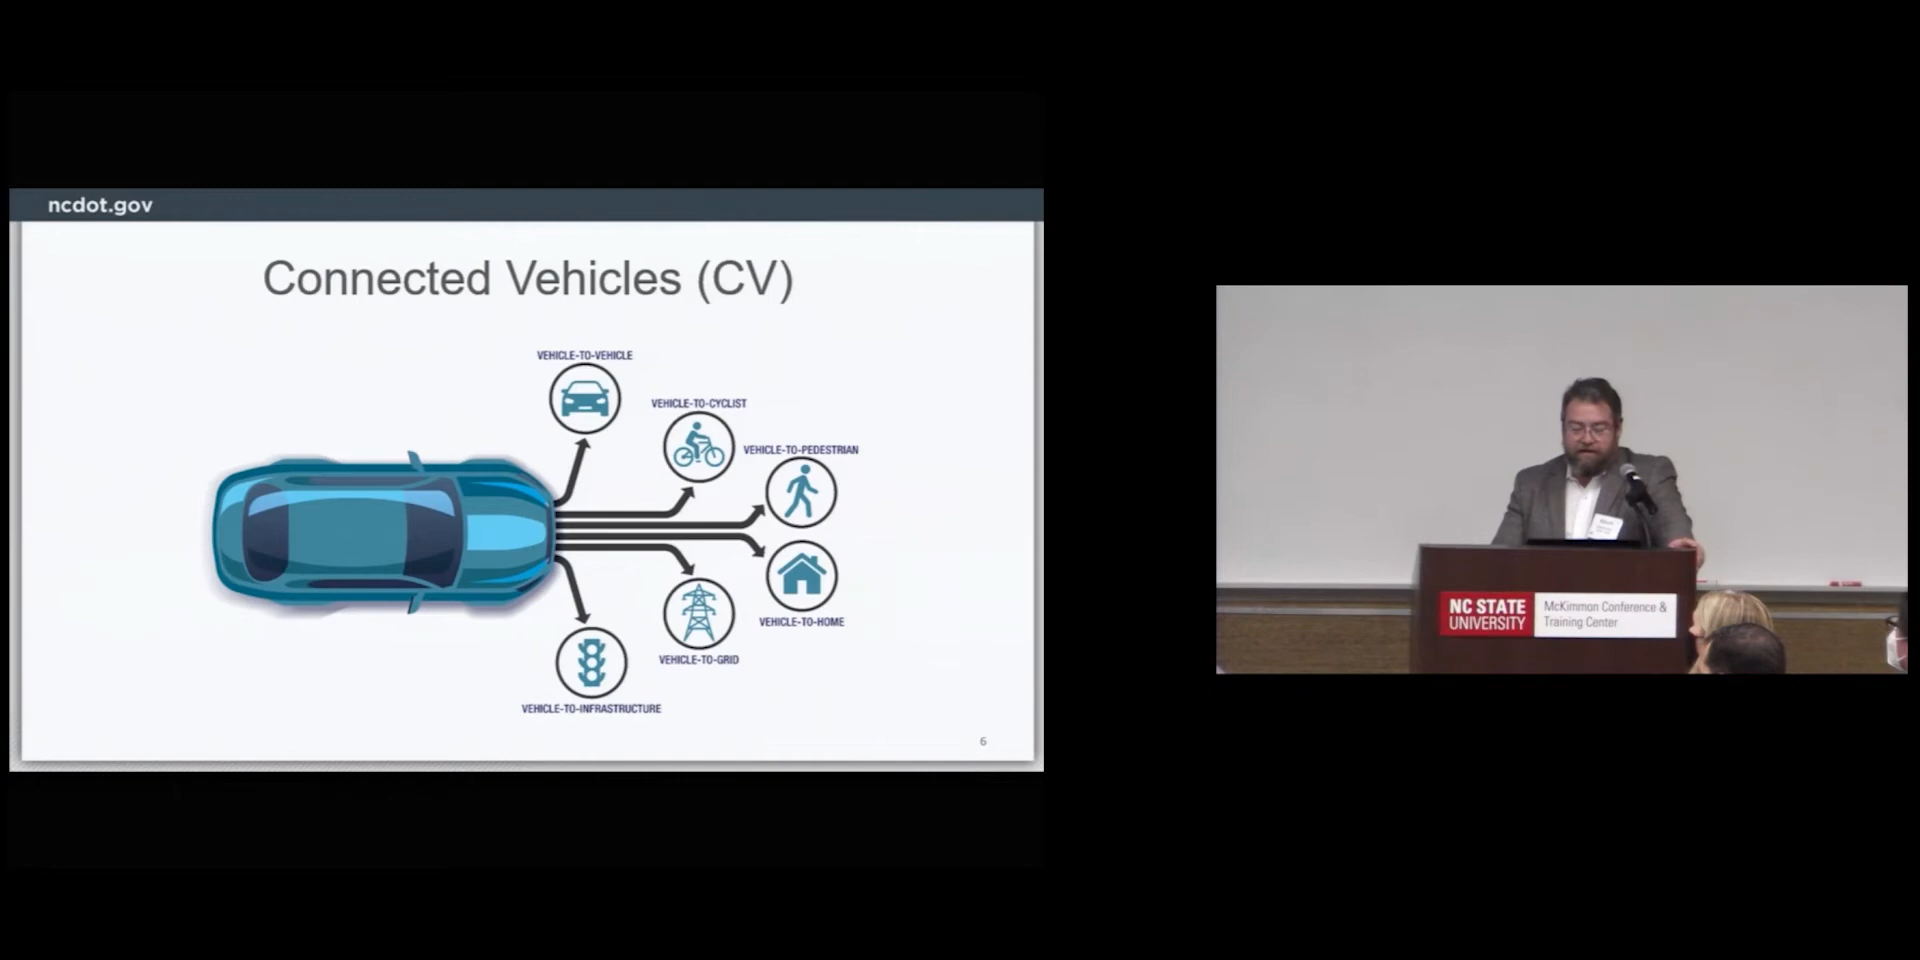 ncdot.gov
Connected Vehicles (CV)
VEHICLE-TO-VEHICLE
VEHICLE-TO-CYCLIST
VEHICLE-TO-PEDESTRIAN
VEHICLE-TO-HOME
VEHICLE-TO-GRID
VEHICLE-TO-INFRASTRUCTURE
6
NC STATE
UNIVERSITY
McKimmon Conference &
Training Center